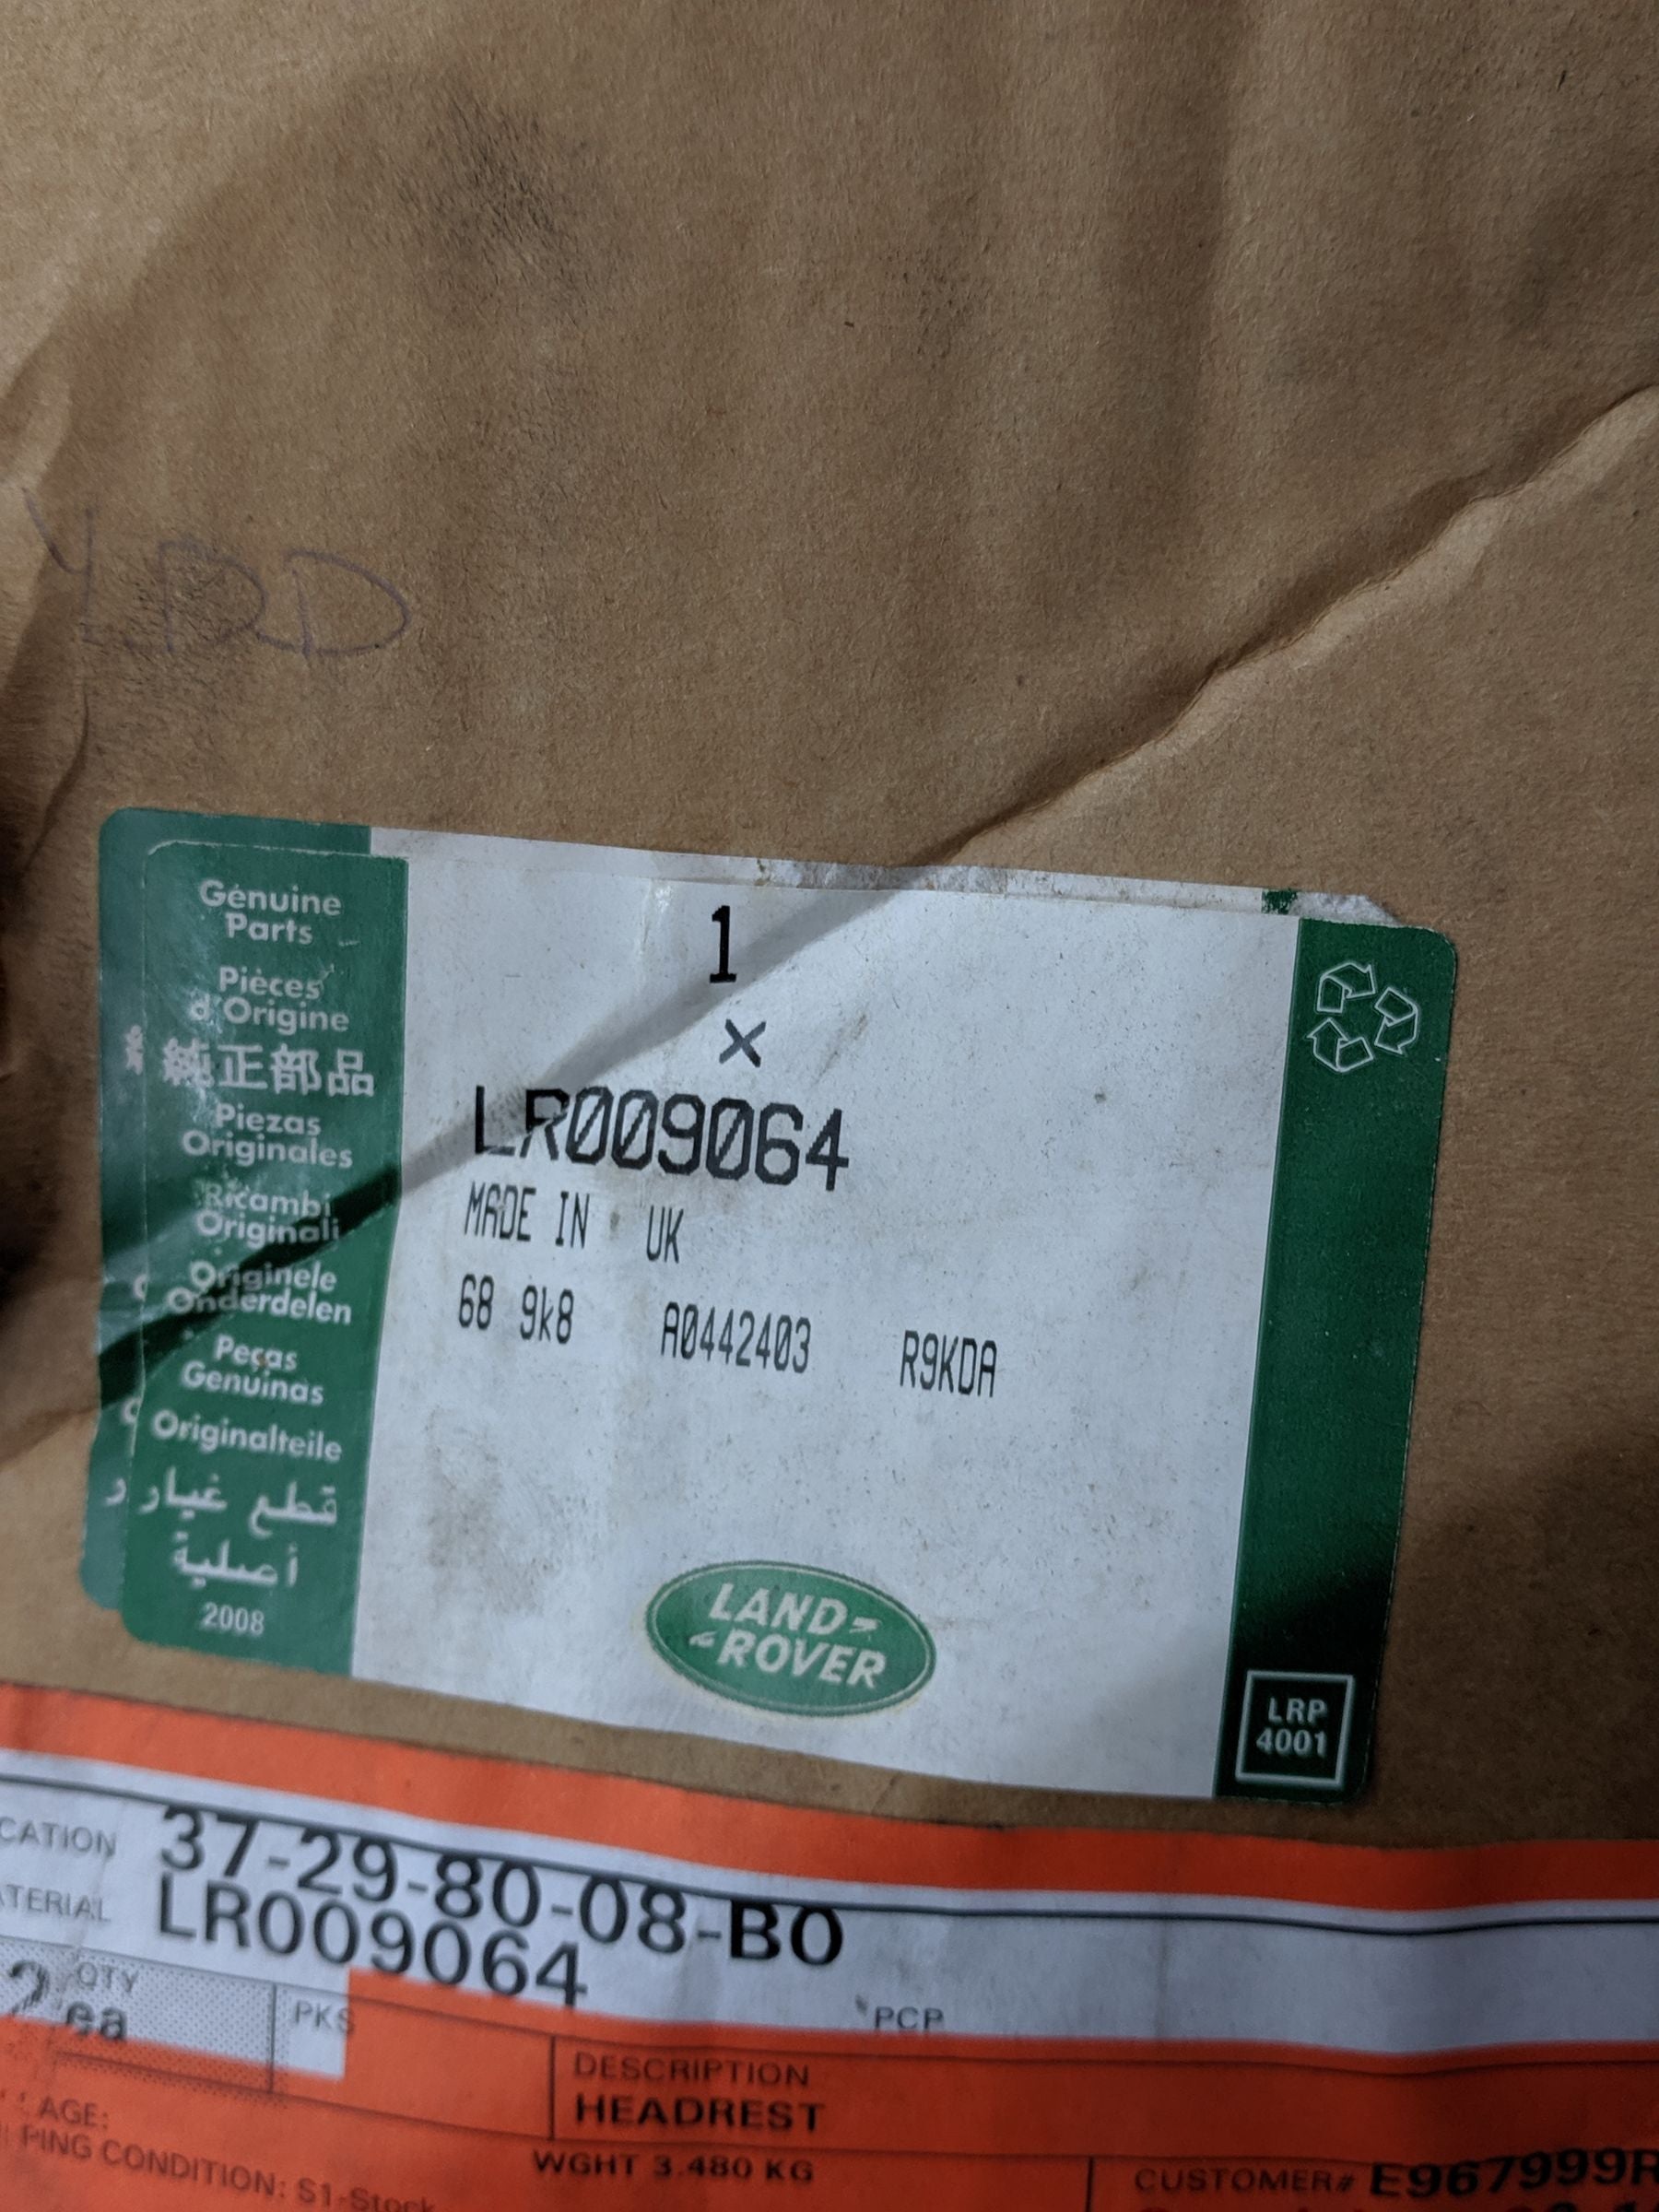 Genuine
Parts
Pièces
d'Origine
純正部品
Piezas
Originales
Ricambi
Originali
Originele
Onderdelen
Peças
Genuinas
Originalteile
قطع غيار
أصلية
2008
1
×
LR009064
MADE IN UK
68 9k8 A0442403 R9KDA
LAND-
-ROVER
LRP
4001
CATION 37-29-80-08-B0
TERIAL LR009064
QTY
2 ea
PKS
PCP
DESCRIPTION
HEADREST
AGE:
PING CONDITION: S1-Stock
WGHT 3.480 KG
CUSTOMER# E967999R